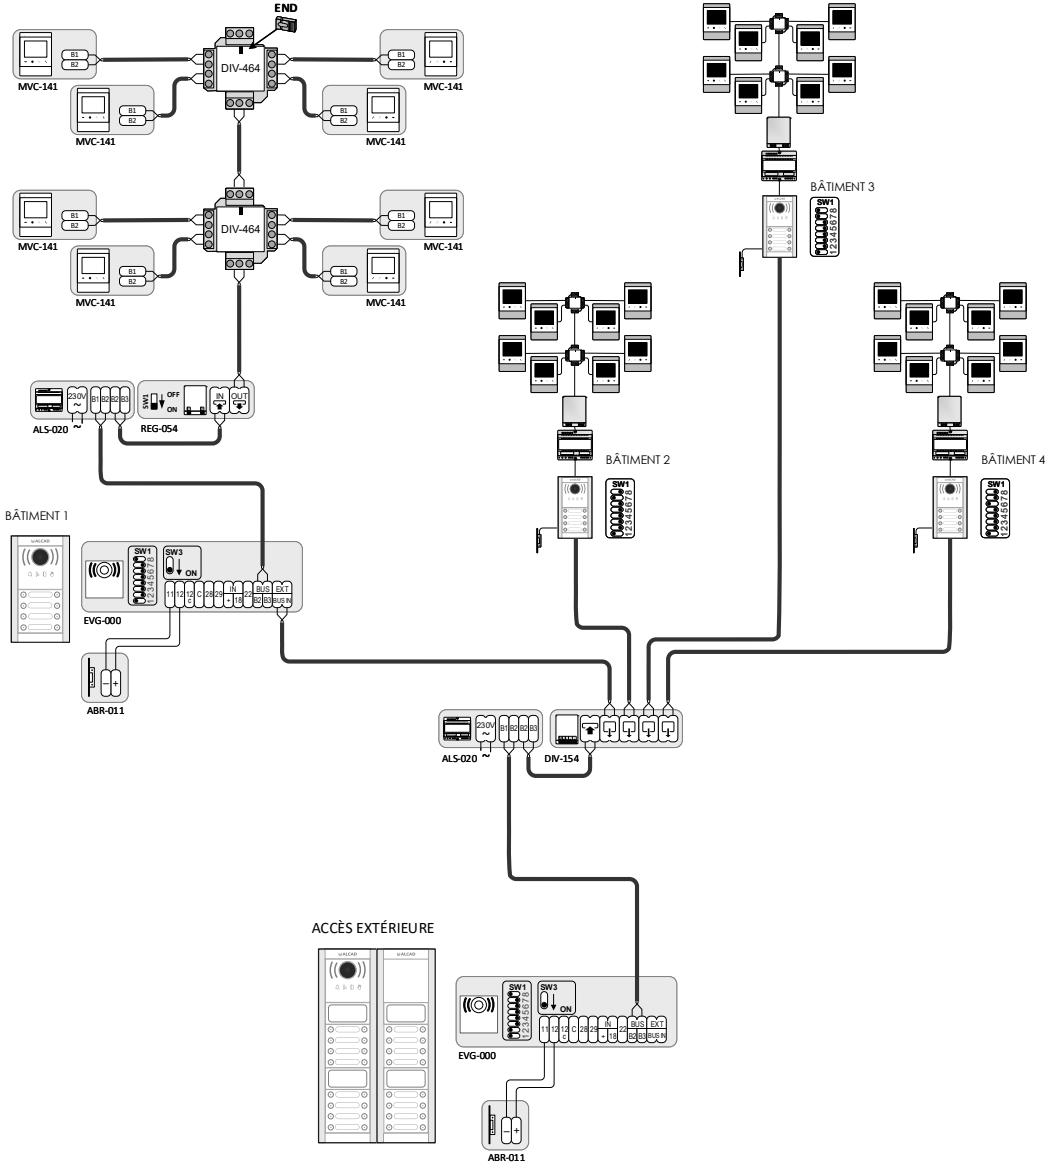 END
B1
B2
MVC-141
DIV-464
B1
B2
MVC-141
B1
B2
MVC-141
B1
B2
MVC-141
B1
B2
MVC-141
DIV-464
B1
B2
MVC-141
B1
B2
MVC-141
B1
B2
MVC-141
BÂTIMENT 3
SW1
12345678
230V
~
B1 B2 B2 B3
ALS-020 ~
SW1
OFF
ON
IN OUT
REG-054
BÂTIMENT 2
SW1
12345678
BÂTIMENT 4
SW1
12345678
BÂTIMENT 1
ALCAD
SW1
12345678
SW3
ON
11 12 12 C C 28 29 IN + 18 22 BUS B2 B3 EXT BUS IN
EVG-000
– +
ABR-011
230V
~
B1 B2 B2 B3
ALS-020 ~
DIV-154
ACCÈS EXTÉRIEURE
ALCAD ALCAD
SW1
12345678
SW3
ON
11 12 12 C C 28 29 IN + 18 22 BUS B2 B3 EXT BUS IN
EVG-000
– +
ABR-011